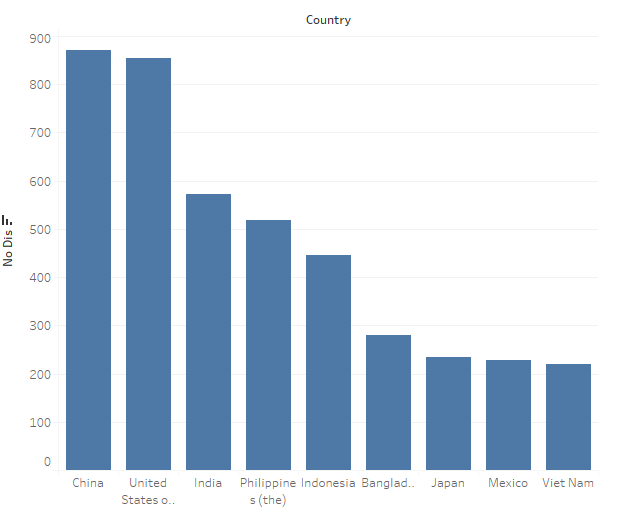 Country
900
800
700
600
500
400
300
200
100
0
No Dis
China
United
States o..
India
Philippine
s (the)
Indonesia
Banglad..
Japan
Mexico
Viet Nam